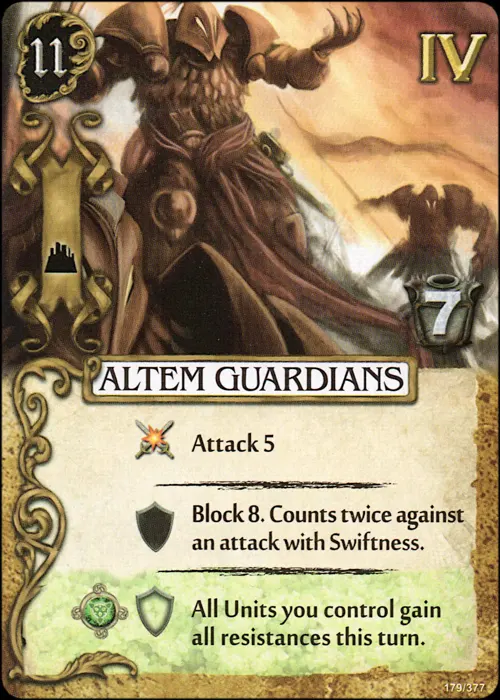 11
IV
7
ALTEM GUARDIANS
Attack 5
Block 8. Counts twice against
an attack with Swiftness.
All Units you control gain
all resistances this turn.
179/377